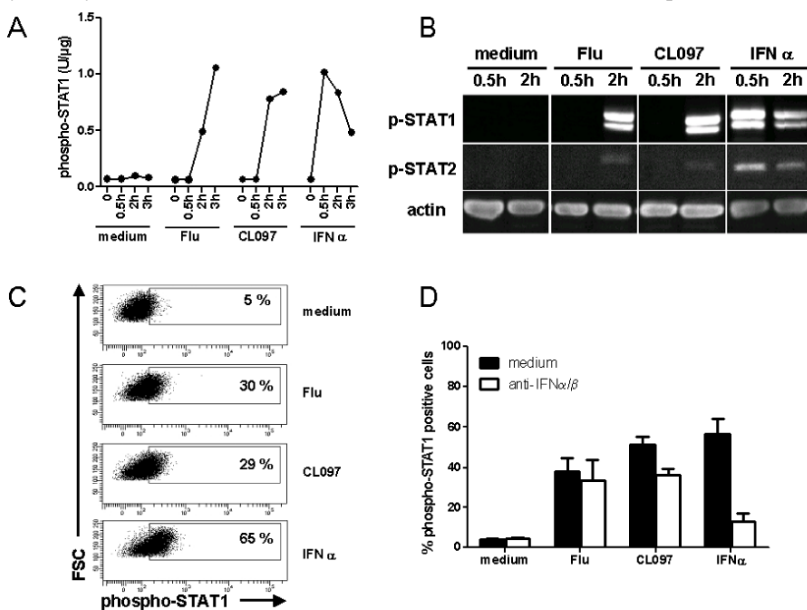 A
phospho-STAT1 (U/µg)
1.5
1.0
0.5
0.0
0 0.5h 2h 3h 0 0.5h 2h 3h 0 0.5h 2h 3h 0 0.5h 2h 3h
medium Flu CL097 IFN α
B
medium Flu CL097 IFN α
0.5h 2h 0.5h 2h 0.5h 2h 0.5h 2h
p-STAT1
p-STAT2
actin
C
FSC
5 %
medium
30 %
Flu
29 %
CL097
65 %
IFN α
phospho-STAT1
D
% phospho-STAT1 positive cells
100
80
60
40
20
0
medium
anti-IFNα/β
medium Flu CL097 IFNα